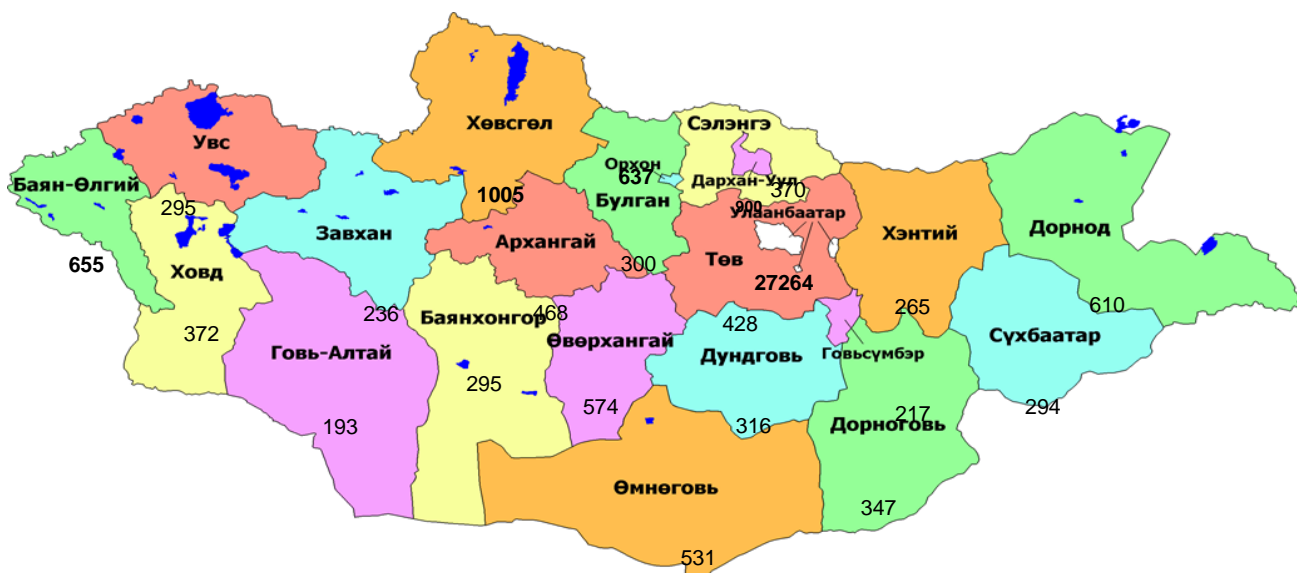 Хөвсгөл
Сэлэнгэ
Увс
Орхон
637
Баян-Өлгий
Дархан-Уул
370
1005
Булган
900
295
Улаанбаатар
Завхан
Архангай
Хэнтий
Дорнод
Төв
655
Ховд
300
27264
236
468
265
610
Баянхонгор
428
372
Говь-Алтай
Өвөрхангай
Дундговь
Говьсүмбэр
Сүхбаатар
295
574
217
294
193
316
Дорноговь
Өмнөговь
347
531